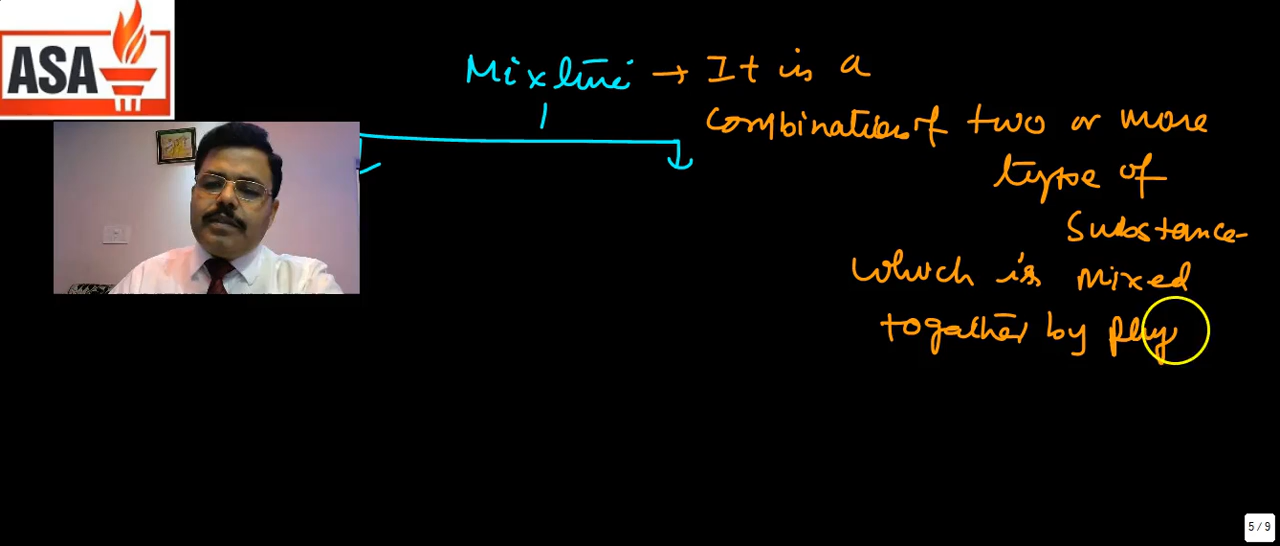 ASA
Mixture → It is a
combination of two or more
type of
Substance
which is mixed
together by phy
5 / 9